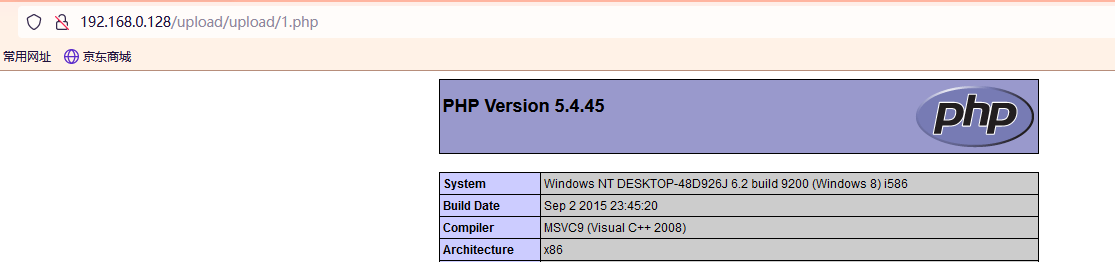 192.168.0.128/upload/upload/1.php
常用网址 京东商城
PHP Version 5.4.45
php
System Windows NT DESKTOP-48D926J 6.2 build 9200 (Windows 8) i586
Build Date Sep 2 2015 23:45:20
Compiler MSVC9 (Visual C++ 2008)
Architecture x86